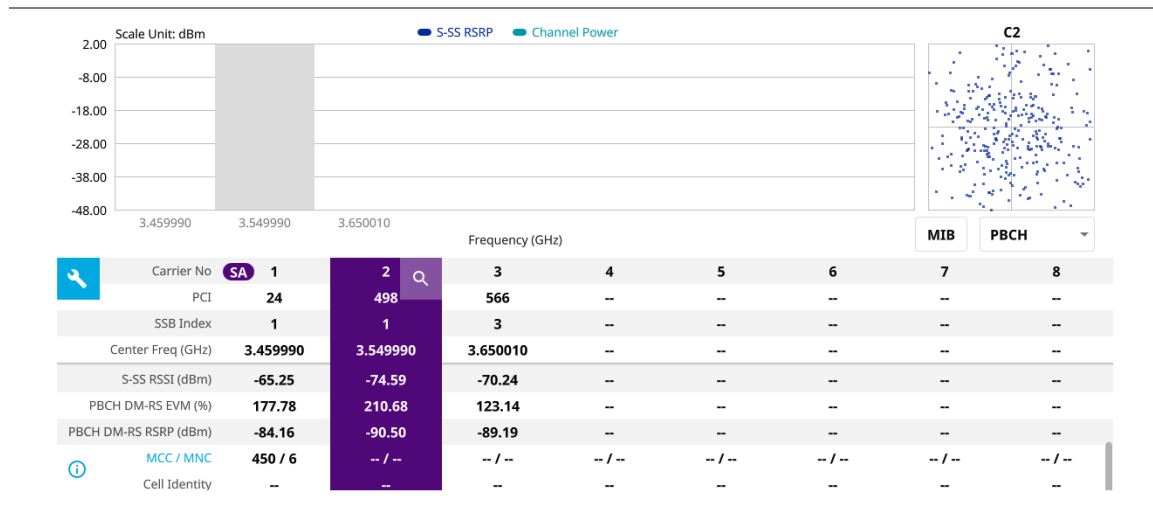 Scale Unit: dBm
S-SS RSRP Channel Power
C2
2.00
-8.00
-18.00
-28.00
-38.00
-48.00
3.459990 3.549990 3.650010
Frequency (GHz)
MIB PBCH
Carrier No SA 1 2 3 4 5 6 7 8
PCI 24 498 566 -- -- -- -- --
SSB Index 1 1 3 -- -- -- -- --
Center Freq (GHz) 3.459990 3.549990 3.650010 -- -- -- -- --
S-SS RSSI (dBm) -65.25 -74.59 -70.24 -- -- -- -- --
PBCH DM-RS EVM (%) 177.78 210.68 123.14 -- -- -- -- --
PBCH DM-RS RSRP (dBm) -84.16 -90.50 -89.19 -- -- -- -- --
MCC / MNC 450 / 6 -- / -- -- / -- -- / -- -- / -- -- / -- -- / -- -- / --
Cell Identity -- -- -- -- -- -- -- --